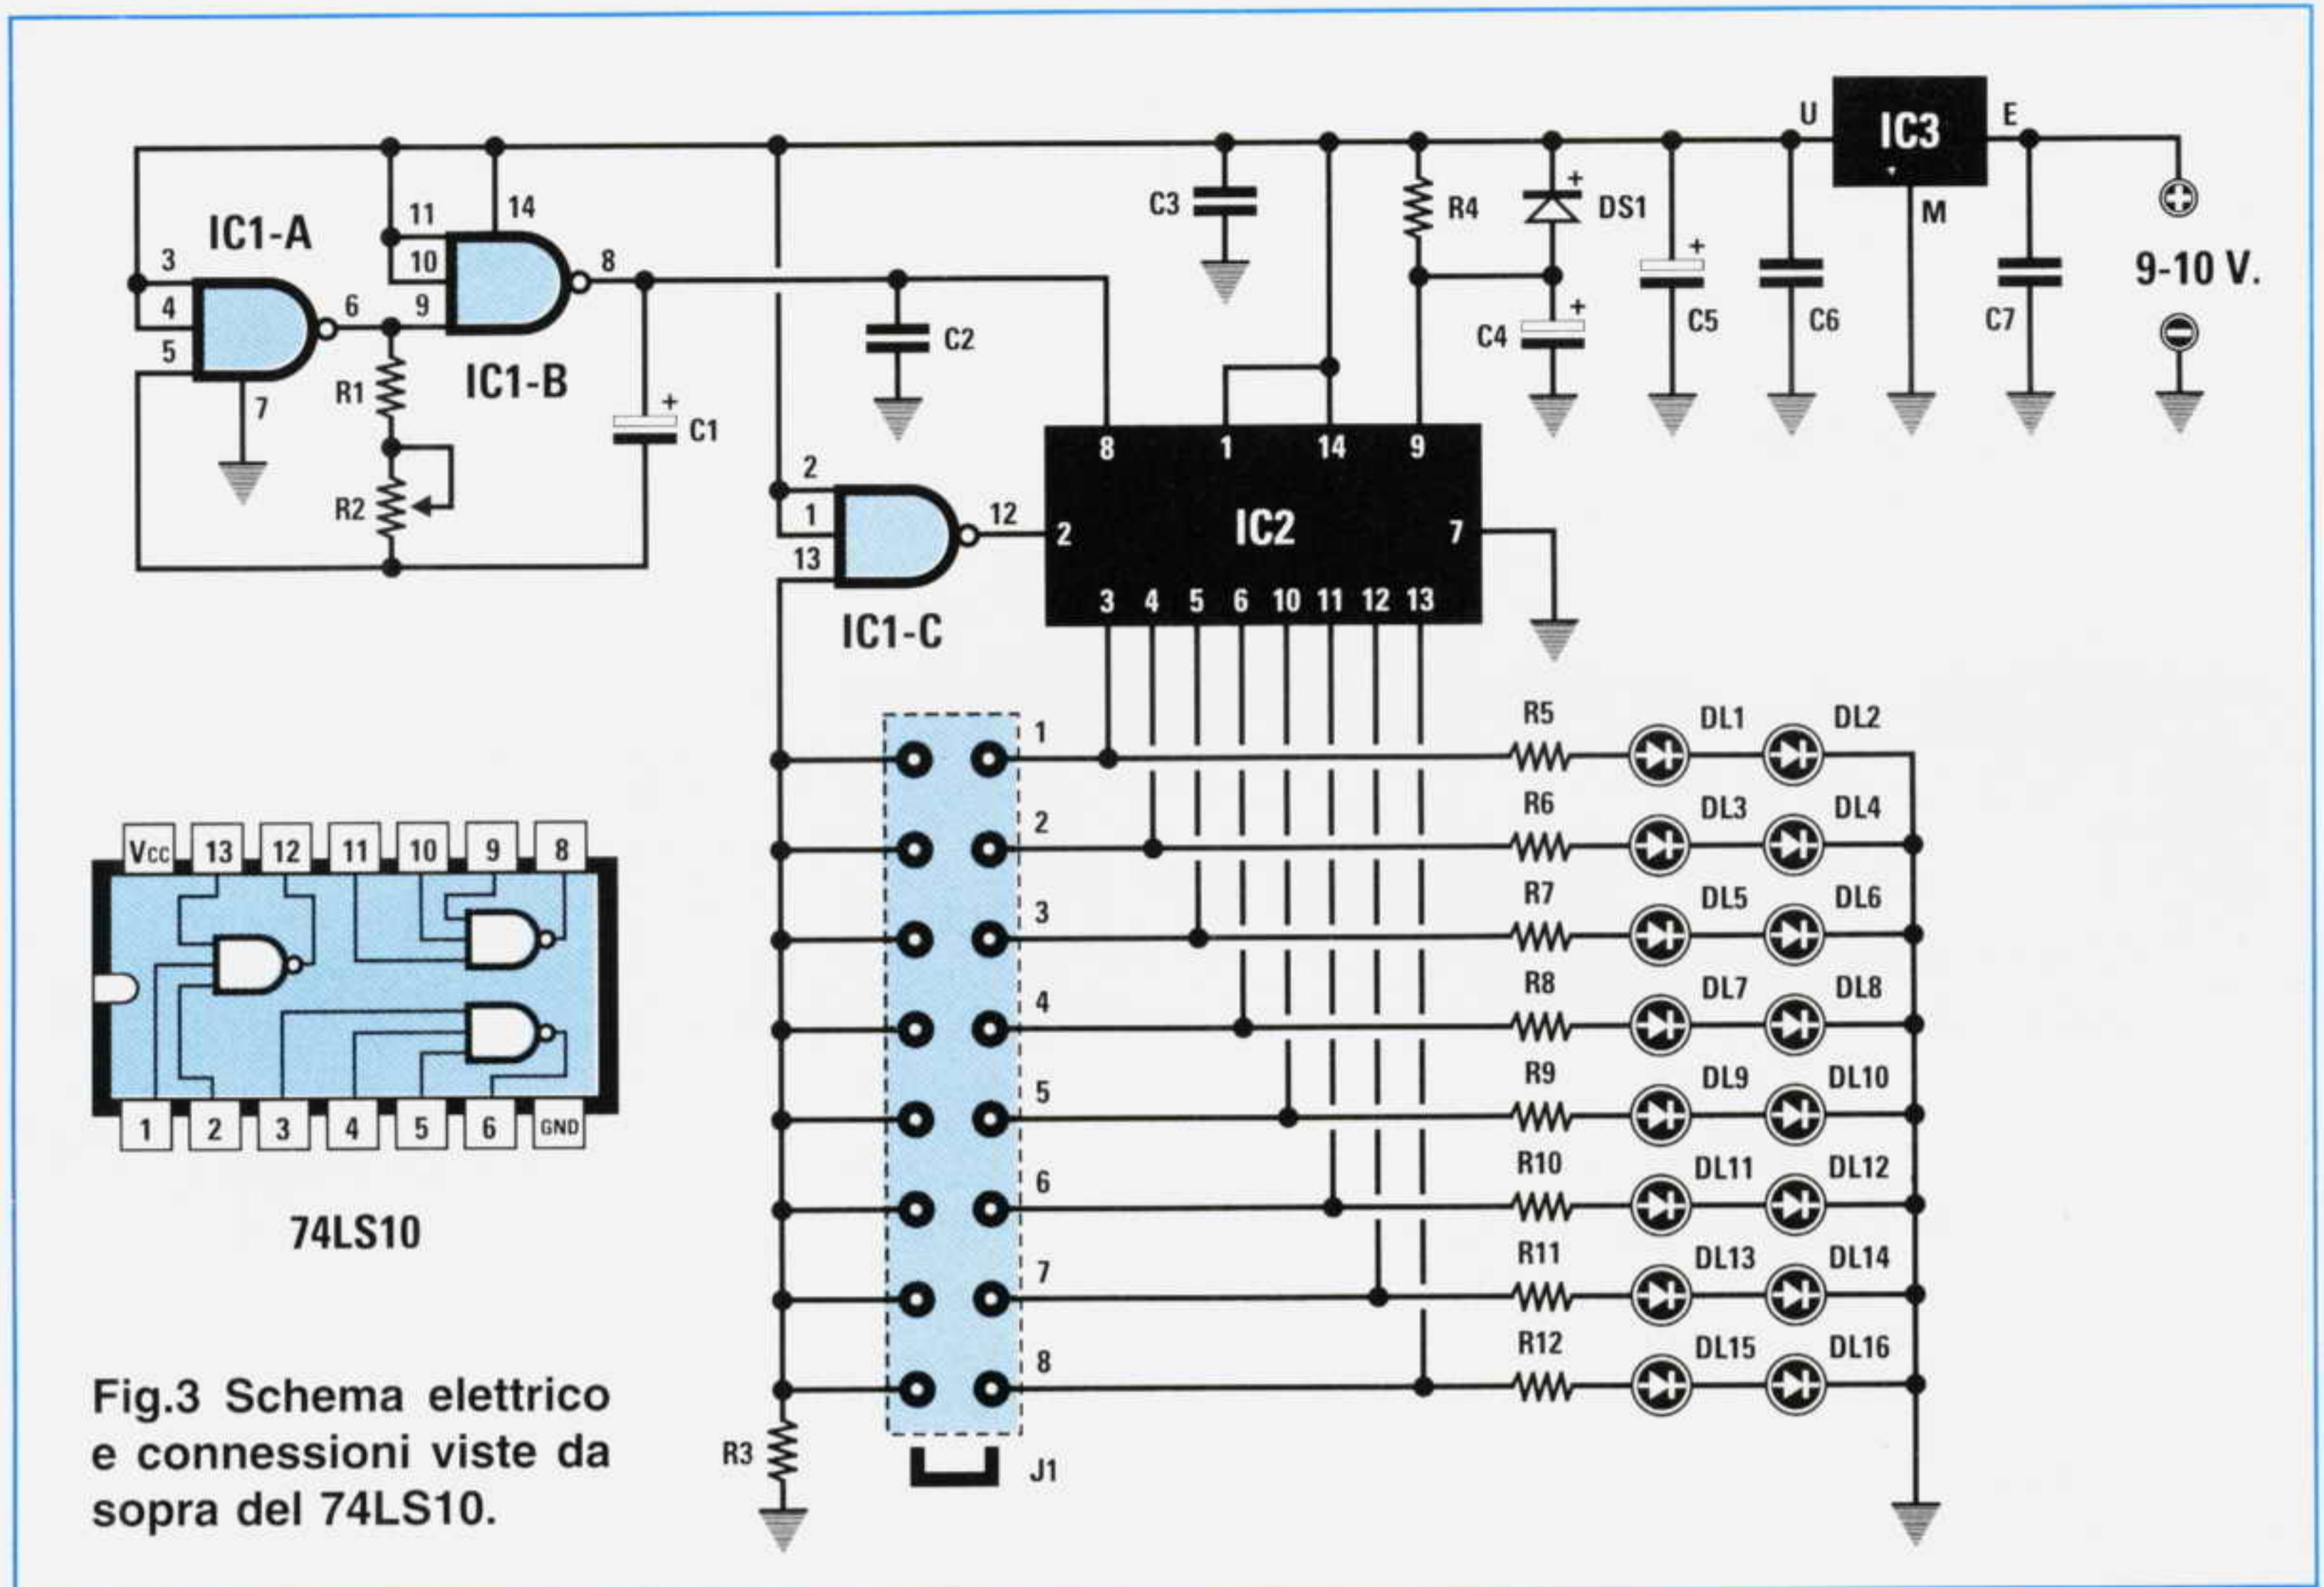 U
IC3
E
M
9-10 V.
IC1-A
3
4
5
6
7
11
10
9
14
8
IC1-B
R1
R2
C1
C2
C3
R4
DS1
+
C4
+
C5
+
C6
C7
+
2
1
13
12
IC1-C
8
1
14
9
2
IC2
7
3
4
5
6
10
11
12
13
1
R5
DL1
DL2
2
R6
DL3
DL4
3
R7
DL5
DL6
4
R8
DL7
DL8
5
R9
DL9
DL10
6
R10
DL11
DL12
7
R11
DL13
DL14
8
R12
DL15
DL16
R3
J1
VCC 13 12 11 10 9 8
1 2 3 4 5 6 GND
74LS10
Fig.3 Schema elettrico
e connessioni viste da
sopra del 74LS10.